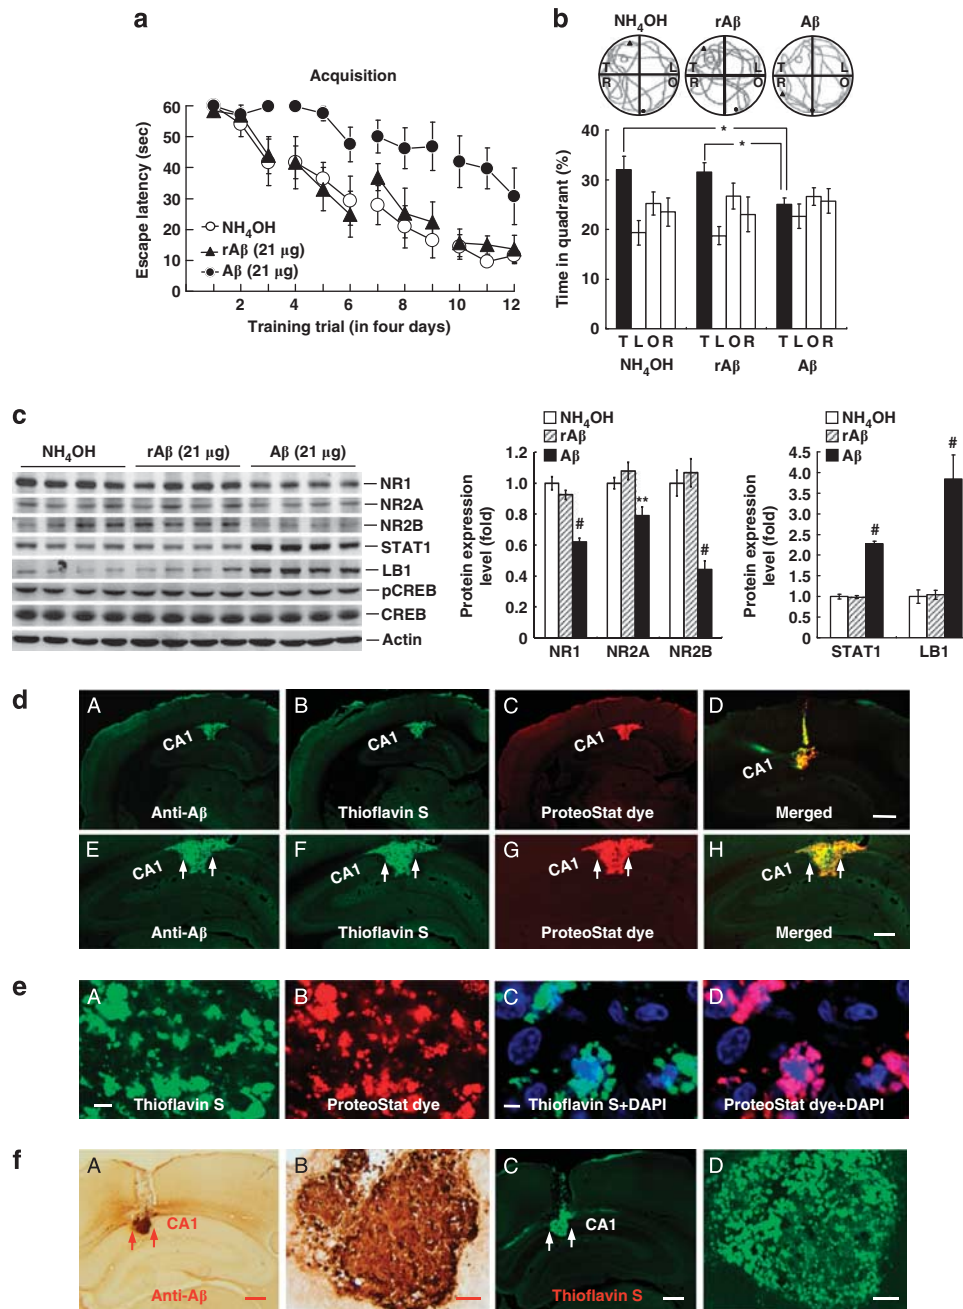 a
Acquisition
Escape latency (sec)
60
50
40
30
20
10
0
NH4OH
rAβ (21 μg)
Aβ (21 μg)
2 4 6 8 10 12
Training trial (in four days)
b
NH4OH rAβ Aβ
T L R O
T L R O
T L R O
* *
Time in quadrant (%)
40
30
20
10
0
T L O R T L O R T L O R
NH4OH rAβ Aβ
c
NH4OH rAβ (21 μg) Aβ (21 μg)
NR1
NR2A
NR2B
STAT1
LB1
pCREB
CREB
Actin
NH4OH
rAβ
Aβ
Protein expression
level (fold)
1.2
1.0
0.8
0.6
0.4
0.2
0
# ** #
NR1 NR2A NR2B
NH4OH
rAβ
Aβ
Protein expression
level (fold)
4.5
4.0
3.5
3.0
2.5
2.0
1.5
1.0
0.5
0
# #
STAT1 LB1
d
A CA1 Anti-Aβ
B CA1 Thioflavin S
C CA1 ProteoStat dye
D CA1 Merged
E CA1 Anti-Aβ
F CA1 Thioflavin S
G CA1 ProteoStat dye
H CA1 Merged
e
A Thioflavin S
B ProteoStat dye
C Thioflavin S+DAPI
D ProteoStat dye+DAPI
f
A CA1 Anti-Aβ
B
C CA1 Thioflavin S
D